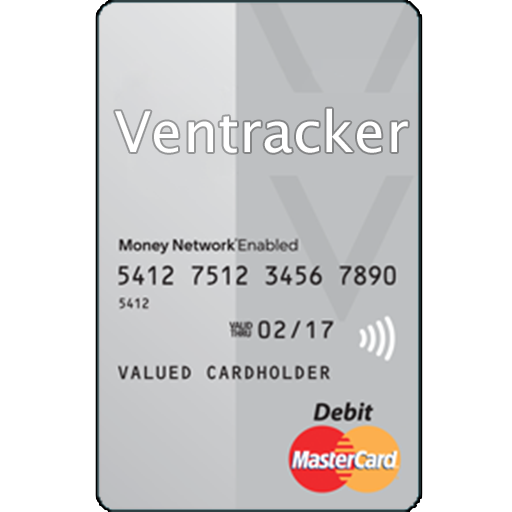 Ventracker
Money Network Enabled
5412 7512 3456 7890
5412
VALID THRU 02/17
VALUED CARDHOLDER
Debit
MasterCard